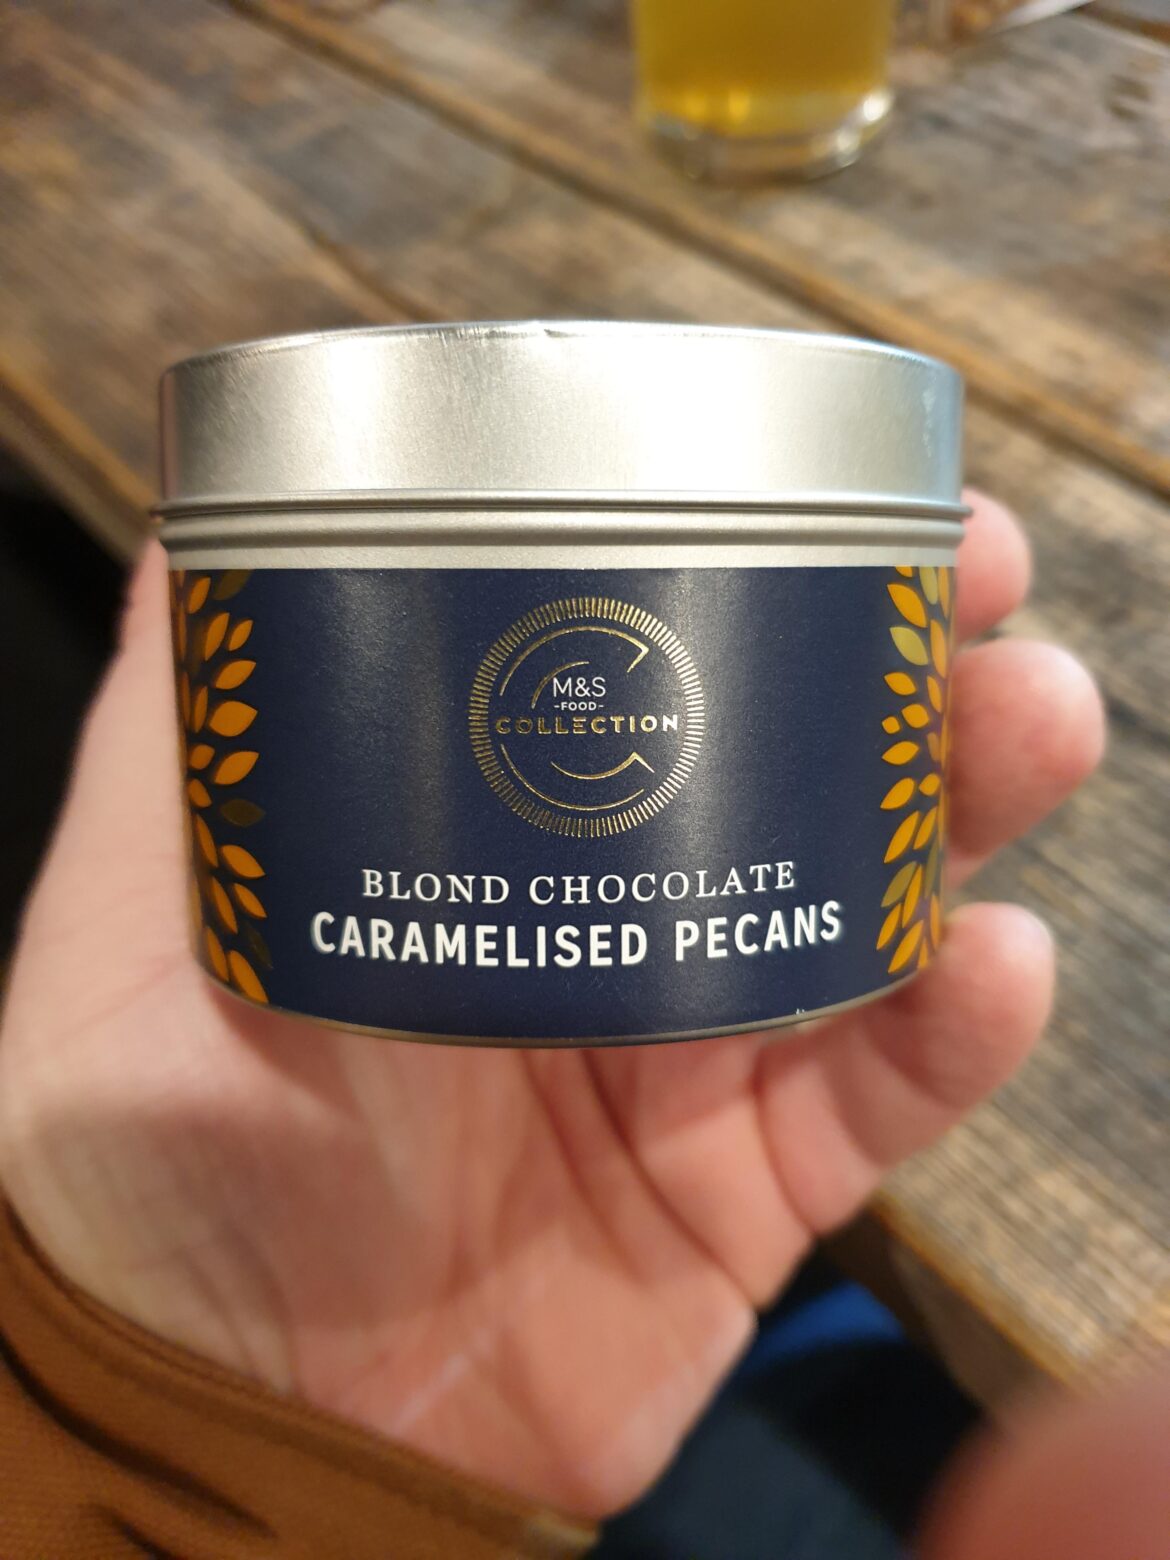 M&S
-FOOD-
COLLECTION
BLOND CHOCOLATE
CARAMELISED PECANS